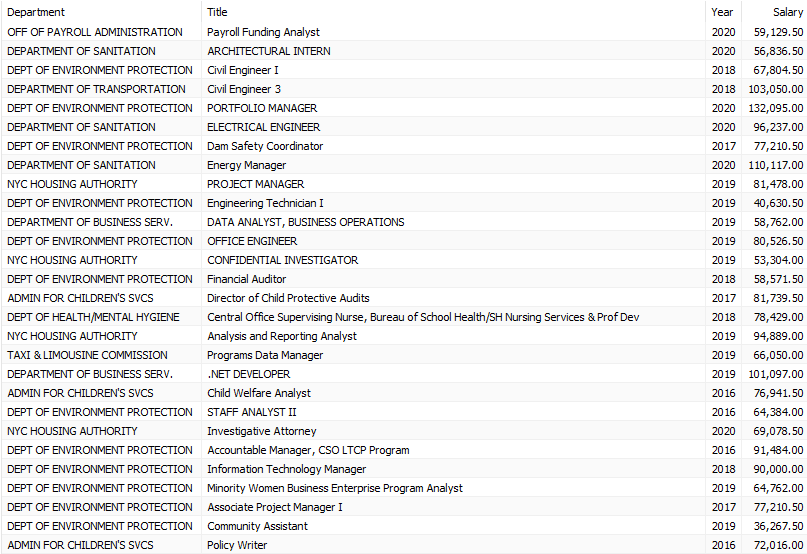 Department Title Year Salary
OFF OF PAYROLL ADMINISTRATION Payroll Funding Analyst 2020 59,129.50
DEPARTMENT OF SANITATION ARCHITECTURAL INTERN 2020 56,836.50
DEPT OF ENVIRONMENT PROTECTION Civil Engineer I 2018 67,804.50
DEPARTMENT OF TRANSPORTATION Civil Engineer 3 2018 103,050.00
DEPT OF ENVIRONMENT PROTECTION PORTFOLIO MANAGER 2020 132,095.00
DEPARTMENT OF SANITATION ELECTRICAL ENGINEER 2020 96,237.00
DEPT OF ENVIRONMENT PROTECTION Dam Safety Coordinator 2017 77,210.50
DEPARTMENT OF SANITATION Energy Manager 2020 110,117.00
NYC HOUSING AUTHORITY PROJECT MANAGER 2019 81,478.00
DEPT OF ENVIRONMENT PROTECTION Engineering Technician I 2019 40,630.50
DEPARTMENT OF BUSINESS SERV. DATA ANALYST, BUSINESS OPERATIONS 2019 58,762.00
DEPT OF ENVIRONMENT PROTECTION OFFICE ENGINEER 2019 80,526.50
NYC HOUSING AUTHORITY CONFIDENTIAL INVESTIGATOR 2019 53,304.00
DEPT OF ENVIRONMENT PROTECTION Financial Auditor 2018 58,571.50
ADMIN FOR CHILDREN'S SVCS Director of Child Protective Audits 2017 81,739.50
DEPT OF HEALTH/MENTAL HYGIENE Central Office Supervising Nurse, Bureau of School Health/SH Nursing Services & Prof Dev 2018 78,429.00
NYC HOUSING AUTHORITY Analysis and Reporting Analyst 2019 94,889.00
TAXI & LIMOUSINE COMMISSION Programs Data Manager 2019 66,050.00
DEPARTMENT OF BUSINESS SERV. .NET DEVELOPER 2019 101,097.00
ADMIN FOR CHILDREN'S SVCS Child Welfare Analyst 2016 76,941.50
DEPT OF ENVIRONMENT PROTECTION STAFF ANALYST II 2016 64,384.00
NYC HOUSING AUTHORITY Investigative Attorney 2020 69,078.50
DEPT OF ENVIRONMENT PROTECTION Accountable Manager, CSO LTCP Program 2016 91,484.00
DEPT OF ENVIRONMENT PROTECTION Information Technology Manager 2018 90,000.00
DEPT OF ENVIRONMENT PROTECTION Minority Women Business Enterprise Program Analyst 2019 64,762.00
DEPT OF ENVIRONMENT PROTECTION Associate Project Manager I 2017 77,210.50
DEPT OF ENVIRONMENT PROTECTION Community Assistant 2019 36,267.50
ADMIN FOR CHILDREN'S SVCS Policy Writer 2016 72,016.00